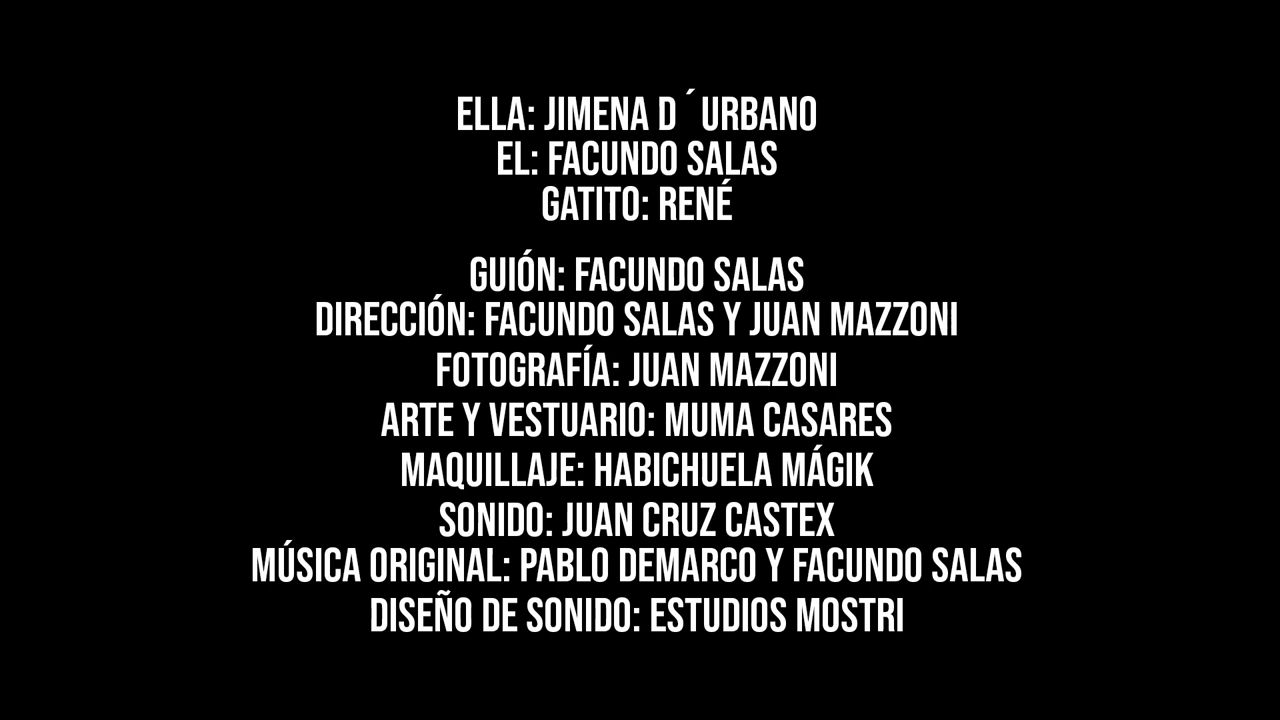 ELLA: JIMENA D´URBANO
EL: FACUNDO SALAS
GATITO: RENÉ
GUIÓN: FACUNDO SALAS
DIRECCIÓN: FACUNDO SALAS Y JUAN MAZZONI
FOTOGRAFÍA: JUAN MAZZONI
ARTE Y VESTUARIO: MUMA CASARES
MAQUILLAJE: HABICHUELA MÁGIK
SONIDO: JUAN CRUZ CASTEX
MÚSICA ORIGINAL: PABLO DEMARCO Y FACUNDO SALAS
DISEÑO DE SONIDO: ESTUDIOS MOSTRI